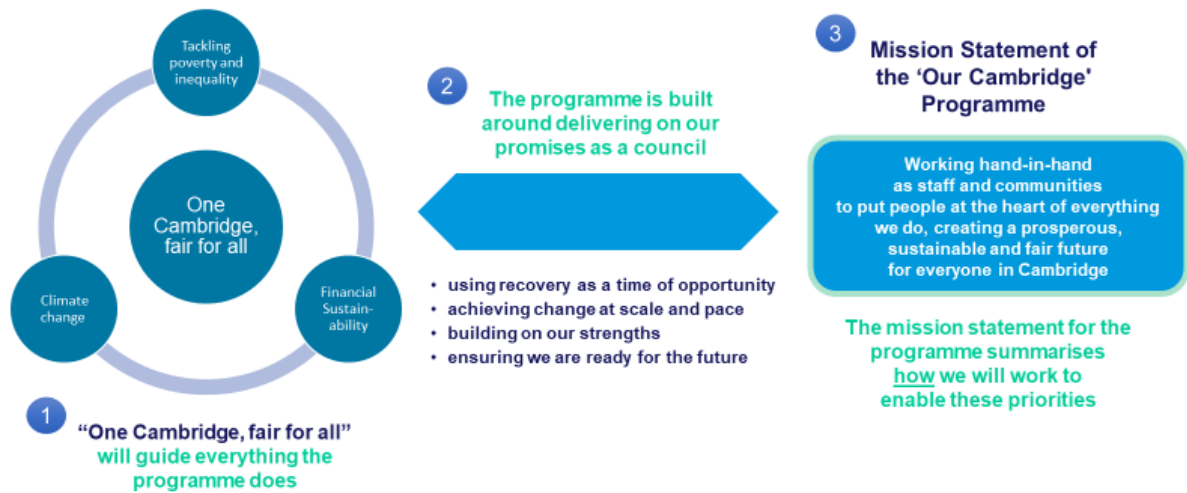 Tackling
poverty and
inequality
One
Cambridge,
fair for all
Climate
change
Financial
Sustain-
ability
1
“One Cambridge, fair for all”
will guide everything the
programme does
2
The programme is built
around delivering on our
promises as a council
• using recovery as a time of opportunity
• achieving change at scale and pace
• building on our strengths
• ensuring we are ready for the future
3
Mission Statement of
the ‘Our Cambridge'
Programme
Working hand-in-hand
as staff and communities
to put people at the heart of everything
we do, creating a prosperous,
sustainable and fair future
for everyone in Cambridge
The mission statement for the
programme summarises
how we will work to
enable these priorities